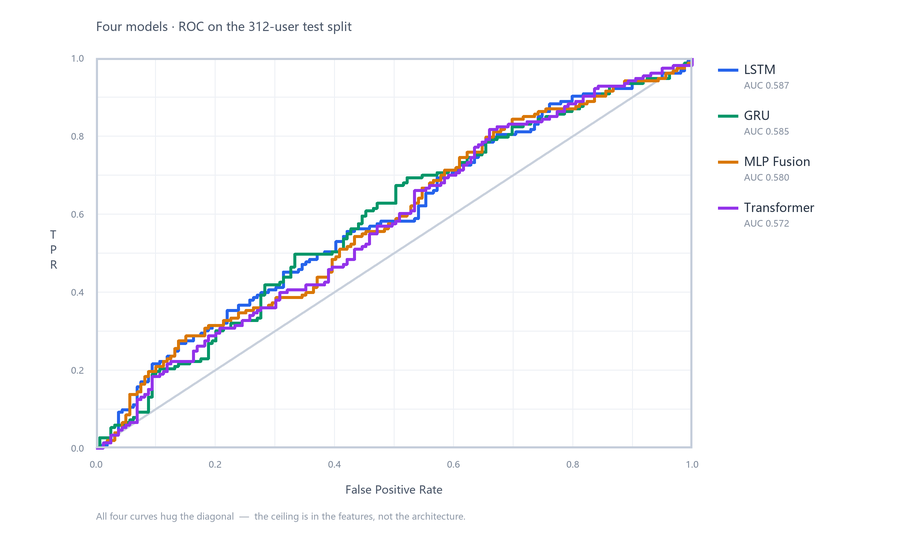 Four models · ROC on the 312-user test split
1.0
0.8
0.6
0.4
0.2
0.0
T
P
R
0.0 0.2 0.4 0.6 0.8 1.0
False Positive Rate
LSTM
AUC 0.587
GRU
AUC 0.585
MLP Fusion
AUC 0.580
Transformer
AUC 0.572
All four curves hug the diagonal — the ceiling is in the features, not the architecture.